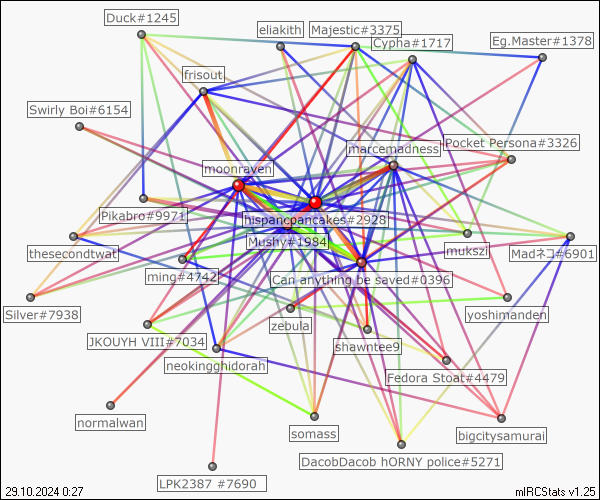 Duck#1245
eliakith
Majestic#3375
Cypha#1717
Eg.Master#1378
frisout
Swirly Boi#6154
Pocket Persona#3326
marcemadness
moonraven
Pikabro#9971
hispancpancakes#2928
Mushy#1984
thesecondtwat
mukszi
Madネコ#6901
ming#4742
Can anything be saved#0396
Silver#7938
zebula
yoshimanden
JKOUYH VIII#7034
shawntee9
neokingghidorah
Fedora Stoat#4479
normalwan
somass
bigcitysamurai
DacobDacob hORNY police#5271
LPK2387 #7690
29.10.2024 0:27
mIRCStats v1.25